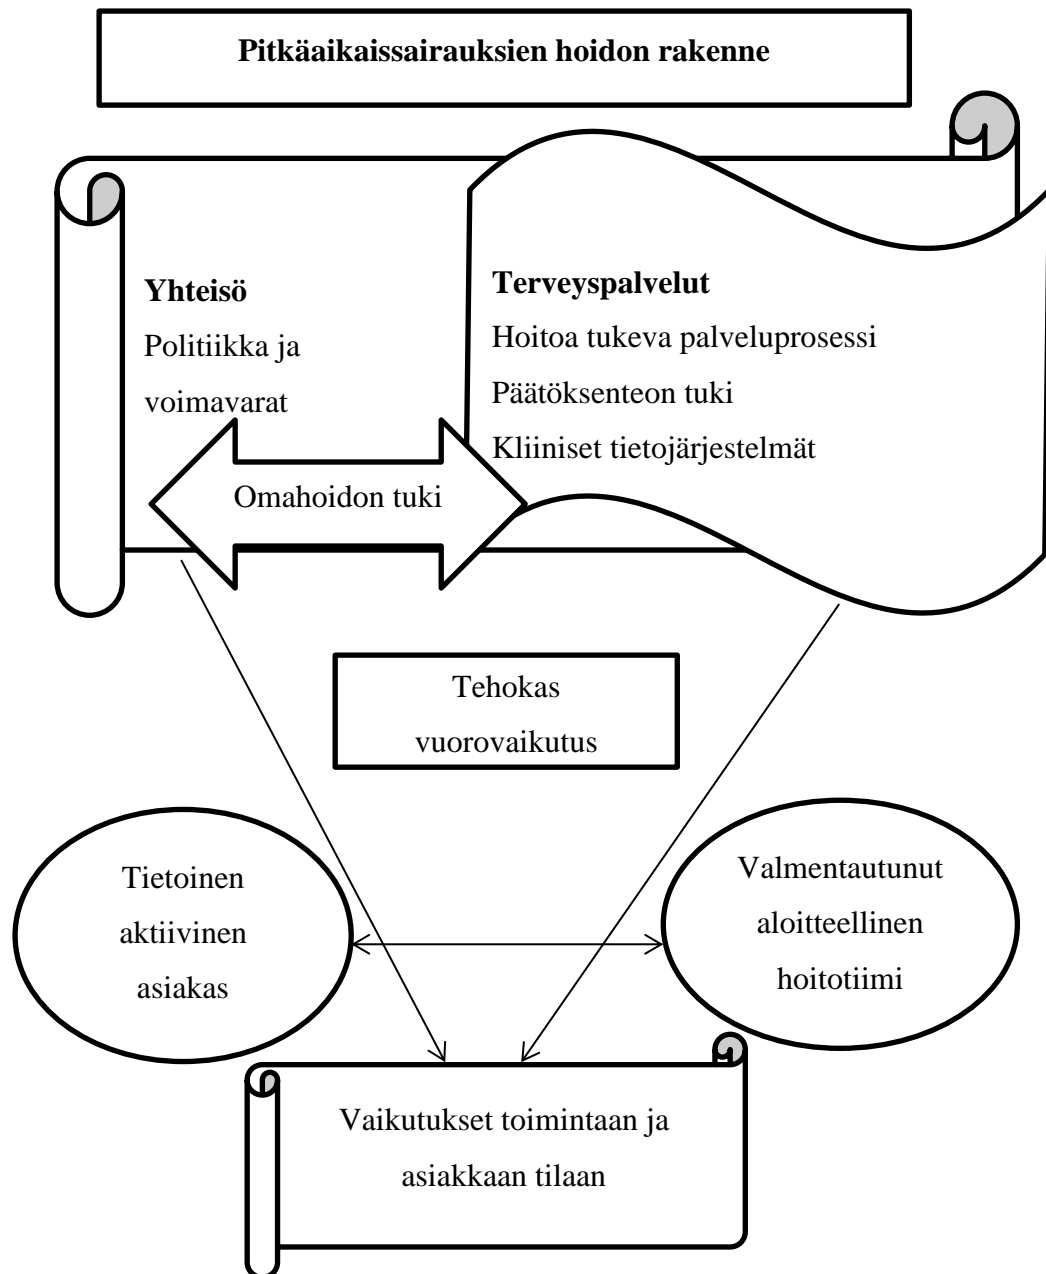 Pitkäaikaissairauksien hoidon rakenne
Yhteisö
Politiikka ja
voimavarat
Terveyspalvelut
Hoitoa tukeva palveluprosessi
Päätöksenteon tuki
Kliiniset tietojärjestelmät
Omahoidon tuki
Tehokas
vuorovaikutus
Tietoinen
aktiivinen
asiakas
Valmentautunut
aloitteellinen
hoitotiimi
Vaikutukset toimintaan ja
asiakkaan tilaan